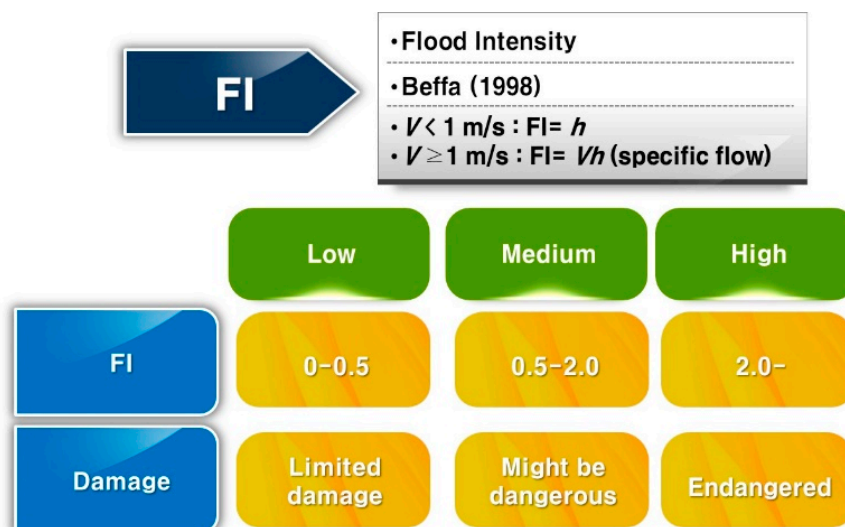 FI
•Flood Intensity
•Beffa (1998)
•V< 1 m/s : FI= h
•V≥1 m/s : FI= Vh (specific flow)
Low Medium High
FI 0-0.5 0.5-2.0 2.0-
Damage Limited damage Might be dangerous Endangered